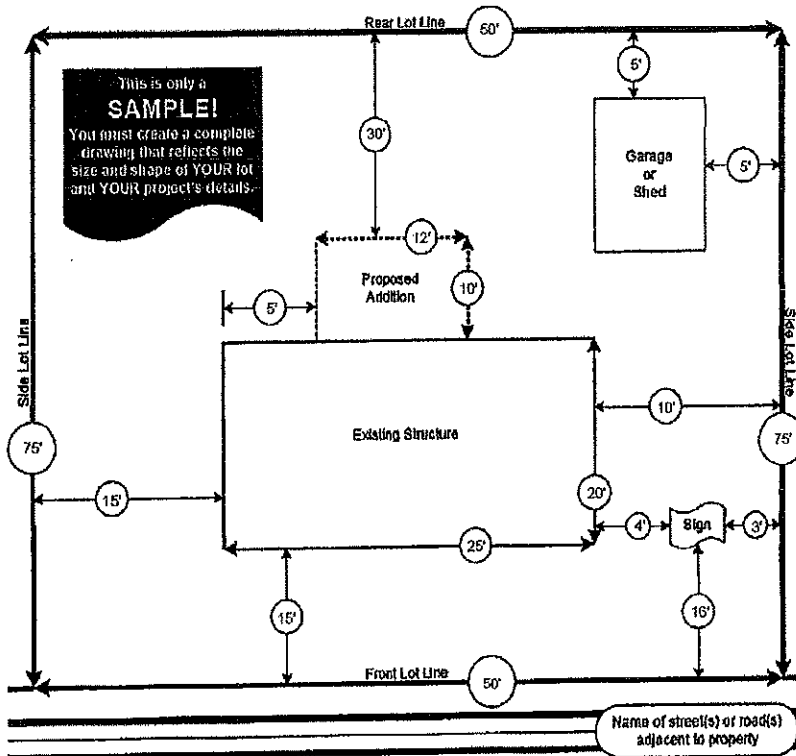 Rear Lot Line
50'
This is only a
SAMPLE!
You must create a complete
drawing that reflects the
size and shape of YOUR lot
and YOUR project's details.
5'
30'
Garage
or
Shed
5'
12'
Proposed
Addition
10'
5'
Side Lot Line
Side Lot Line
10'
Existing Structure
75'
75'
15'
20'
4'
Sign
3'
25'
15'
16'
Front Lot Line
50'
Name of street(s) or road(s)
adjacent to property